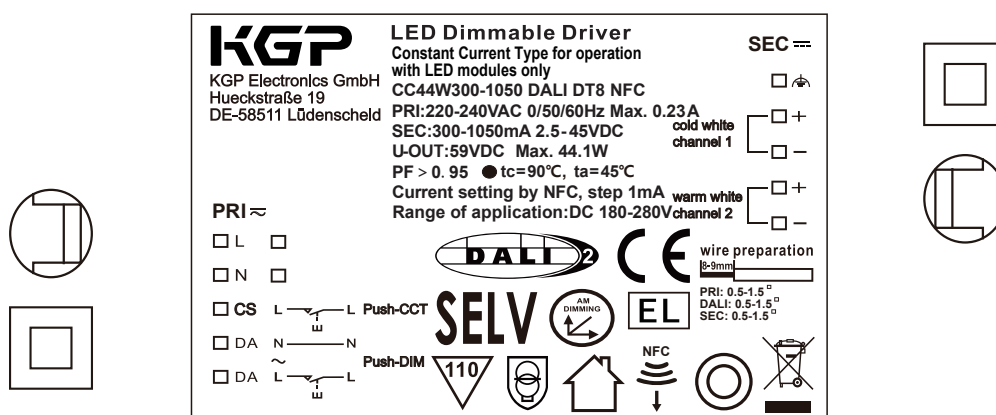 KGP
KGP Electronics GmbH
Hueckstraße 19
DE-58511 Lüdenscheid
LED Dimmable Driver
Constant Current Type for operation
with LED modules only
CC44W300-1050 DALI DT8 NFC
PRI:220-240VAC 0/50/60Hz Max. 0.23A
SEC:300-1050mA 2.5-45VDC
U-OUT:59VDC Max. 44.1W
PF > 0.95 ●tc=90℃, ta=45℃
Current setting by NFC, step 1mA
Range of application:DC 180-280V
SEC
cold white
channel 1
+
−
warm white
channel 2
+
−
PRI
L
N
CS L L Push-CCT
DA N N
~
Push-DIM
DA L L
DALI 2
CE
wire preparation
8-9mm
PRI: 0.5-1.5□
DALI: 0.5-1.5□
SEC: 0.5-1.5□
SELV
AM
DIMMING
EL
110
NFC